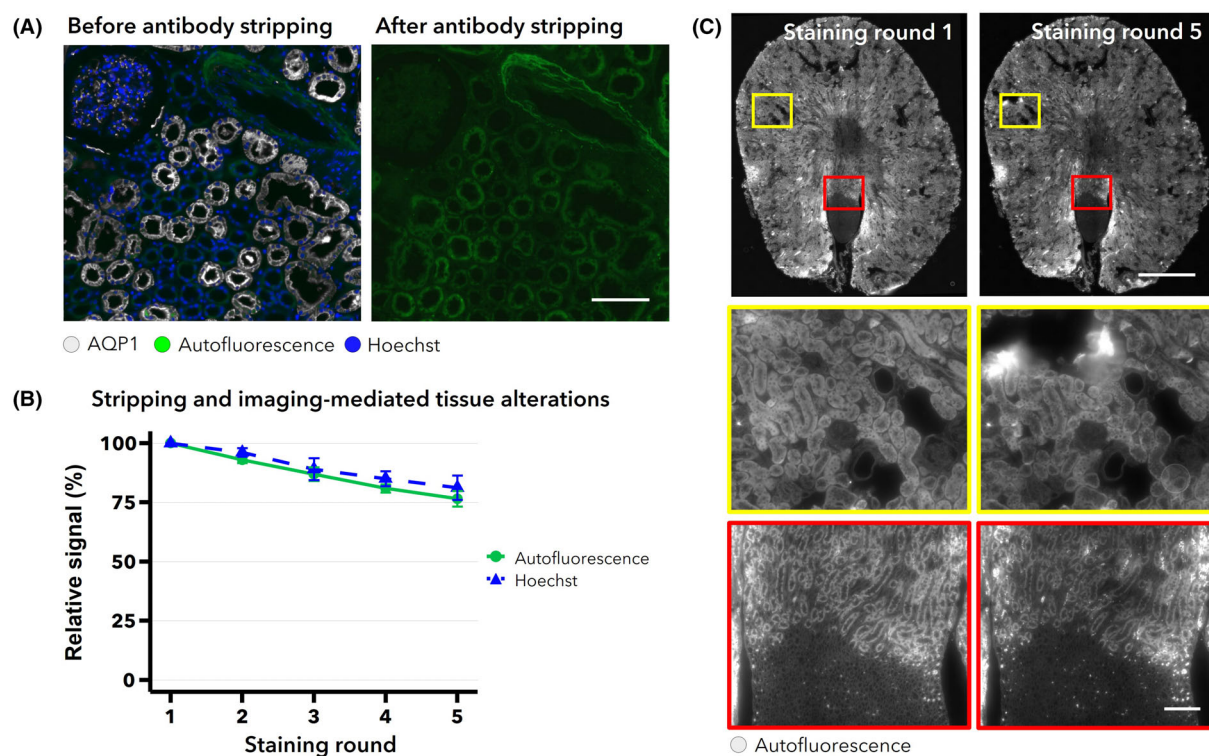 (A)
Before antibody stripping
After antibody stripping
AQP1
Autofluorescence
Hoechst
(B)
Stripping and imaging-mediated tissue alterations
Relative signal (%)
100
75
50
25
0
1
2
3
4
5
Staining round
Autofluorescence
Hoechst
(C)
Staining round 1
Staining round 5
Autofluorescence